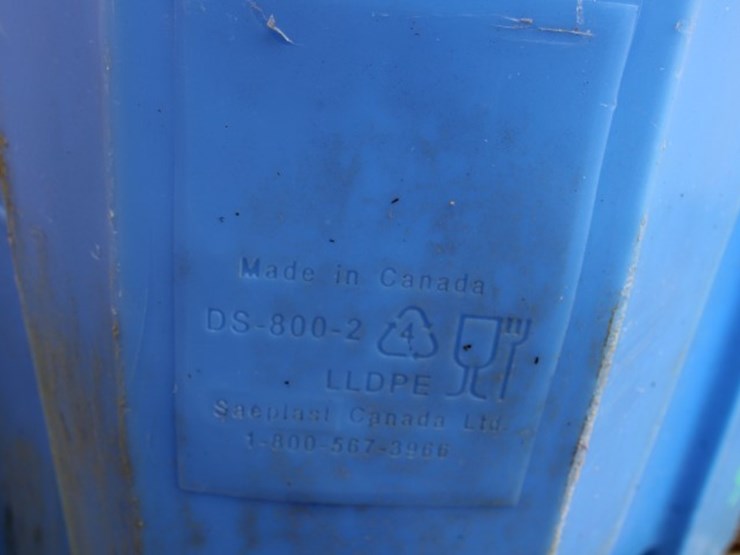 Made in Canada
DS-800-2 4
LLDPE
Saeplast Canada Ltd.
1-800-567-3966